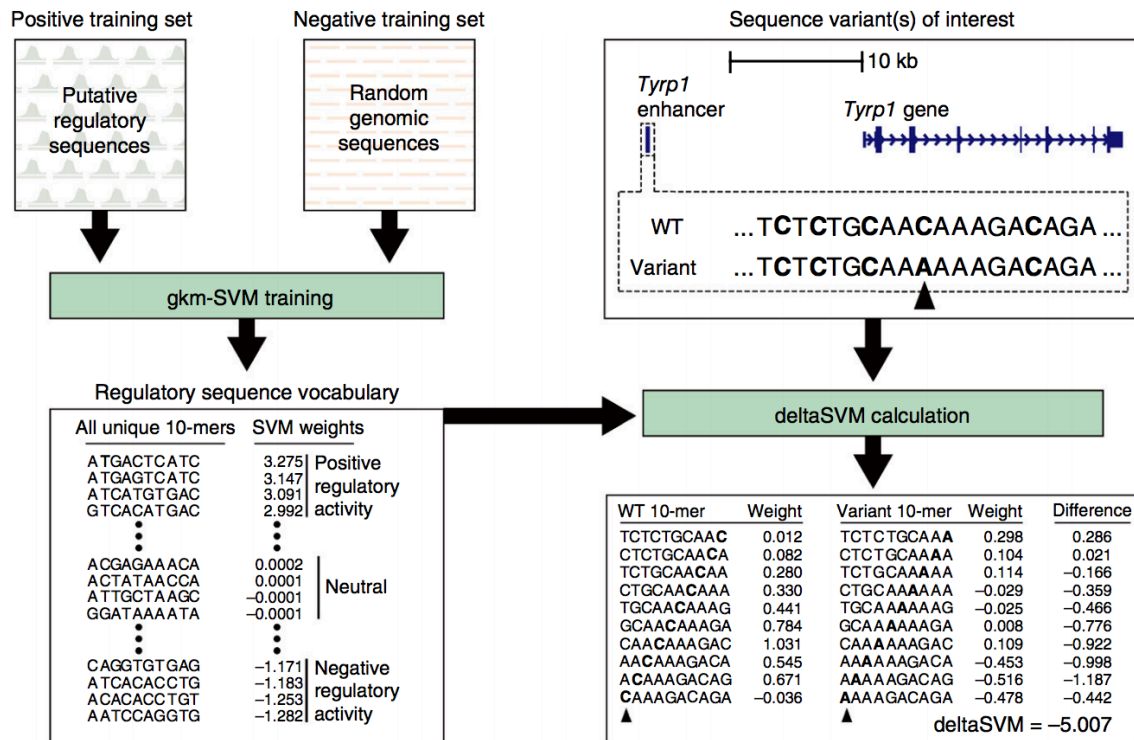 Positive training set
Negative training set
Putative
regulatory
sequences
Random
genomic
sequences
gkm-SVM training
Regulatory sequence vocabulary
All unique 10-mers SVM weights
ATGACTCATC 3.275
ATGAGTCATC 3.147
ATCATGTGAC 3.091
GTCACATGAC 2.992
Positive
regulatory
activity
ACGAGAAACA 0.0002
ACTATAACCA 0.0001
ATTGCTAAGC −0.0001
GGATAAAATA −0.0001
Neutral
CAGGTGTGAG −1.171
ATCACACCTG −1.183
ACACACCTGT −1.253
AATCCAGGTG −1.282
Negative
regulatory
activity
Sequence variant(s) of interest
10 kb
Tyrp1
enhancer
Tyrp1 gene
WT ...TCTCTGCAACAAAGACAGA ...
Variant ...TCTCTGCAAAAAAGACAGA ...
deltaSVM calculation
WT 10-mer Weight Variant 10-mer Weight Difference
TCTCTGCAAC 0.012 TCTCTGCAAA 0.298 0.286
CTCTGCAACA 0.082 CTCTGCAAAA 0.104 0.021
TCTGCAACAA 0.280 TCTGCAAAAA 0.114 −0.166
CTGCAACAAA 0.330 CTGCAAAAAA −0.029 −0.359
TGCAACAAAG 0.441 TGCAAAAAAG −0.025 −0.466
GCAACAAAGA 0.784 GCAAAAAAGA 0.008 −0.776
CAACAAAGAC 1.031 CAAAAAAGAC 0.109 −0.922
AACAAAGACA 0.545 AAAAAAGACA −0.453 −0.998
ACAAAGACAG 0.671 AAAAAGACAG −0.516 −1.187
CAAAGACAGA −0.036 AAAAGACAGA −0.478 −0.442
deltaSVM = −5.007